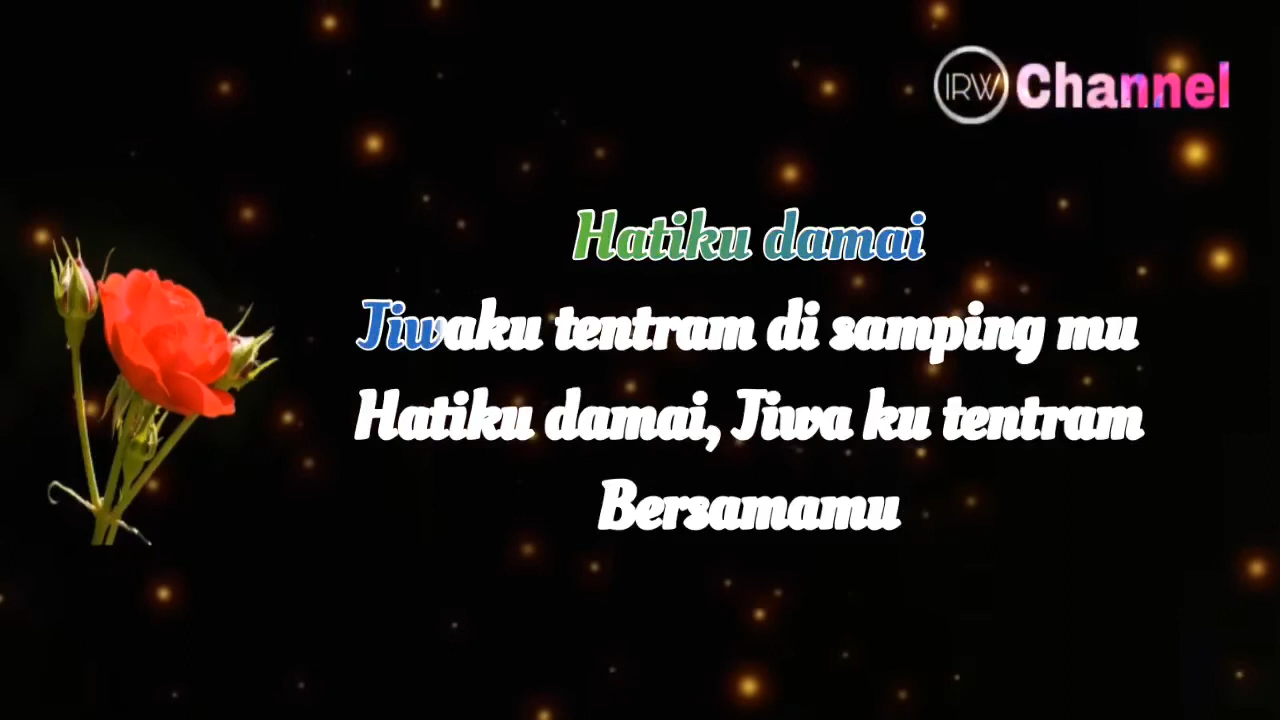 IRW Channel
Hatiku damai
Jiwaku tentram di samping mu
Hatiku damai, Jiwa ku tentram
Bersamamu